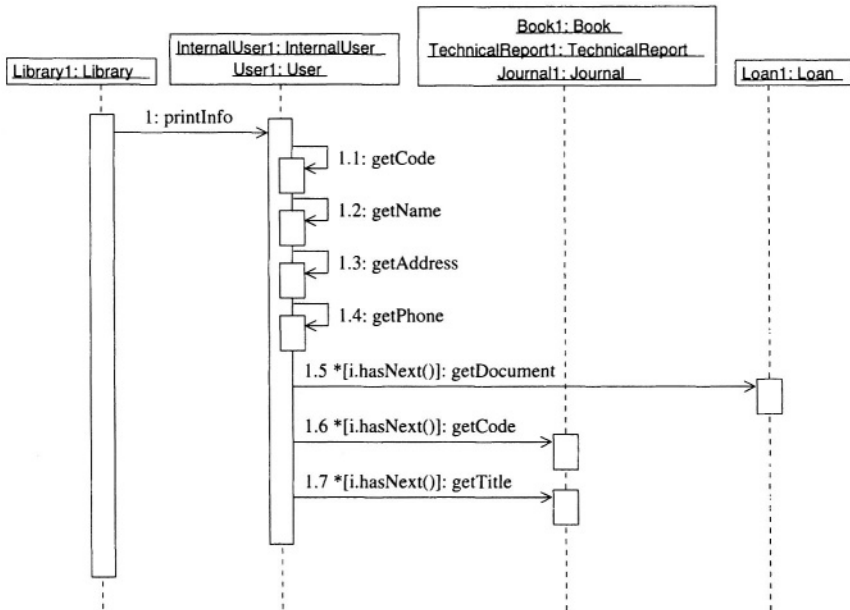 Book1: Book
InternalUser1: InternalUser
TechnicalReport1: TechnicalReport
Library1: Library
User1: User
Journal1: Journal
Loan1: Loan
1: printInfo
1.1: getCode
1.2: getName
1.3: getAddress
1.4: getPhone
1.5 *[i.hasNext()]: getDocument
1.6 *[i.hasNext()]: getCode
1.7 *[i.hasNext()]: getTitle